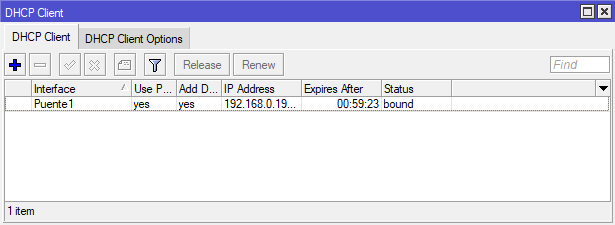 DHCP Client
DHCP Client DHCP Client Options
Release Renew Find
Interface Use P... Add D... IP Address Expires After Status
Puente1 yes yes 192.168.0.19... 00:59:23 bound
1 item